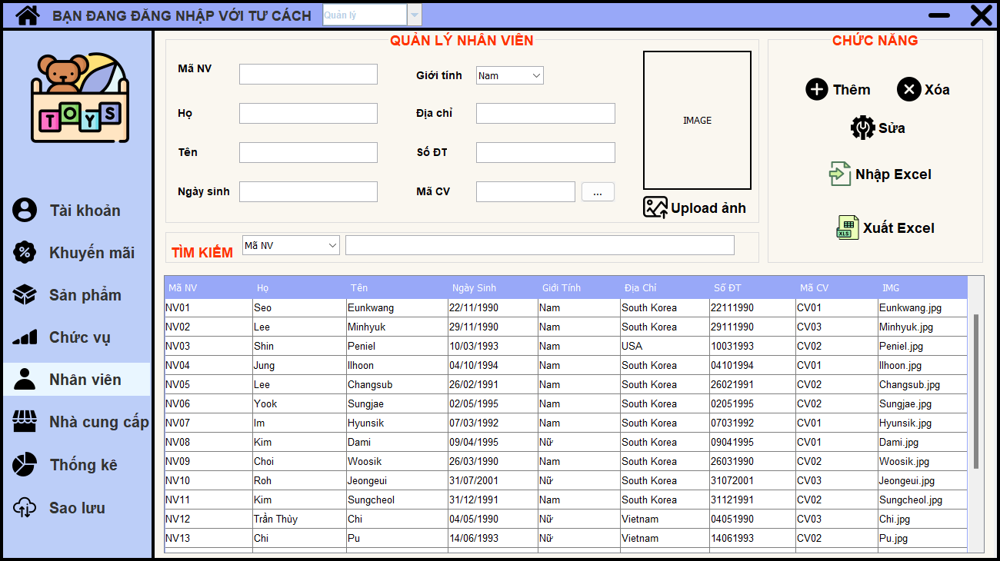 BẠN ĐANG ĐĂNG NHẬP VỚI TƯ CÁCH Quản lý
TOYS
Tài khoản
Khuyến mãi
Sản phẩm
Chức vụ
Nhân viên
Nhà cung cấp
Thống kê
Sao lưu
QUẢN LÝ NHÂN VIÊN
Mã NV
Giới tính Nam
Họ
Địa chỉ
Tên
Số ĐT
Ngày sinh
Mã CV ...
IMAGE
Upload ảnh
CHỨC NĂNG
Thêm Xóa
Sửa
Nhập Excel
XLS Xuất Excel
TÌM KIẾM Mã NV
Mã NV Họ Tên Ngày Sinh Giới Tính Địa Chỉ Số ĐT Mã CV IMG
NV01 Seo Eunkwang 22/11/1990 Nam South Korea 22111990 CV01 Eunkwang.jpg
NV02 Lee Minhyuk 29/11/1990 Nam South Korea 29111990 CV03 Minhyuk.jpg
NV03 Shin Peniel 10/03/1993 Nam USA 10031993 CV02 Peniel.jpg
NV04 Jung Ilhoon 04/10/1994 Nam South Korea 04101994 CV01 Ilhoon.jpg
NV05 Lee Changsub 26/02/1991 Nam South Korea 26021991 CV02 Changsub.jpg
NV06 Yook Sungjae 02/05/1995 Nam South Korea 02051995 CV02 Sungjae.jpg
NV07 Im Hyunsik 07/03/1992 Nam South Korea 07031992 CV01 Hyunsik.jpg
NV08 Kim Dami 09/04/1995 Nữ South Korea 09041995 CV01 Dami.jpg
NV09 Choi Woosik 26/03/1990 Nam South Korea 26031990 CV02 Woosik.jpg
NV10 Roh Jeongeui 31/07/2001 Nữ South Korea 31072001 CV03 Jeongeui.jpg
NV11 Kim Sungcheol 31/12/1991 Nam South Korea 31121991 CV02 Sungcheol.jpg
NV12 Trần Thùy Chi 04/05/1990 Nữ Vietnam 04051990 CV03 Chi.jpg
NV13 Chi Pu 14/06/1993 Nữ Vietnam 14061993 CV02 Pu.jpg